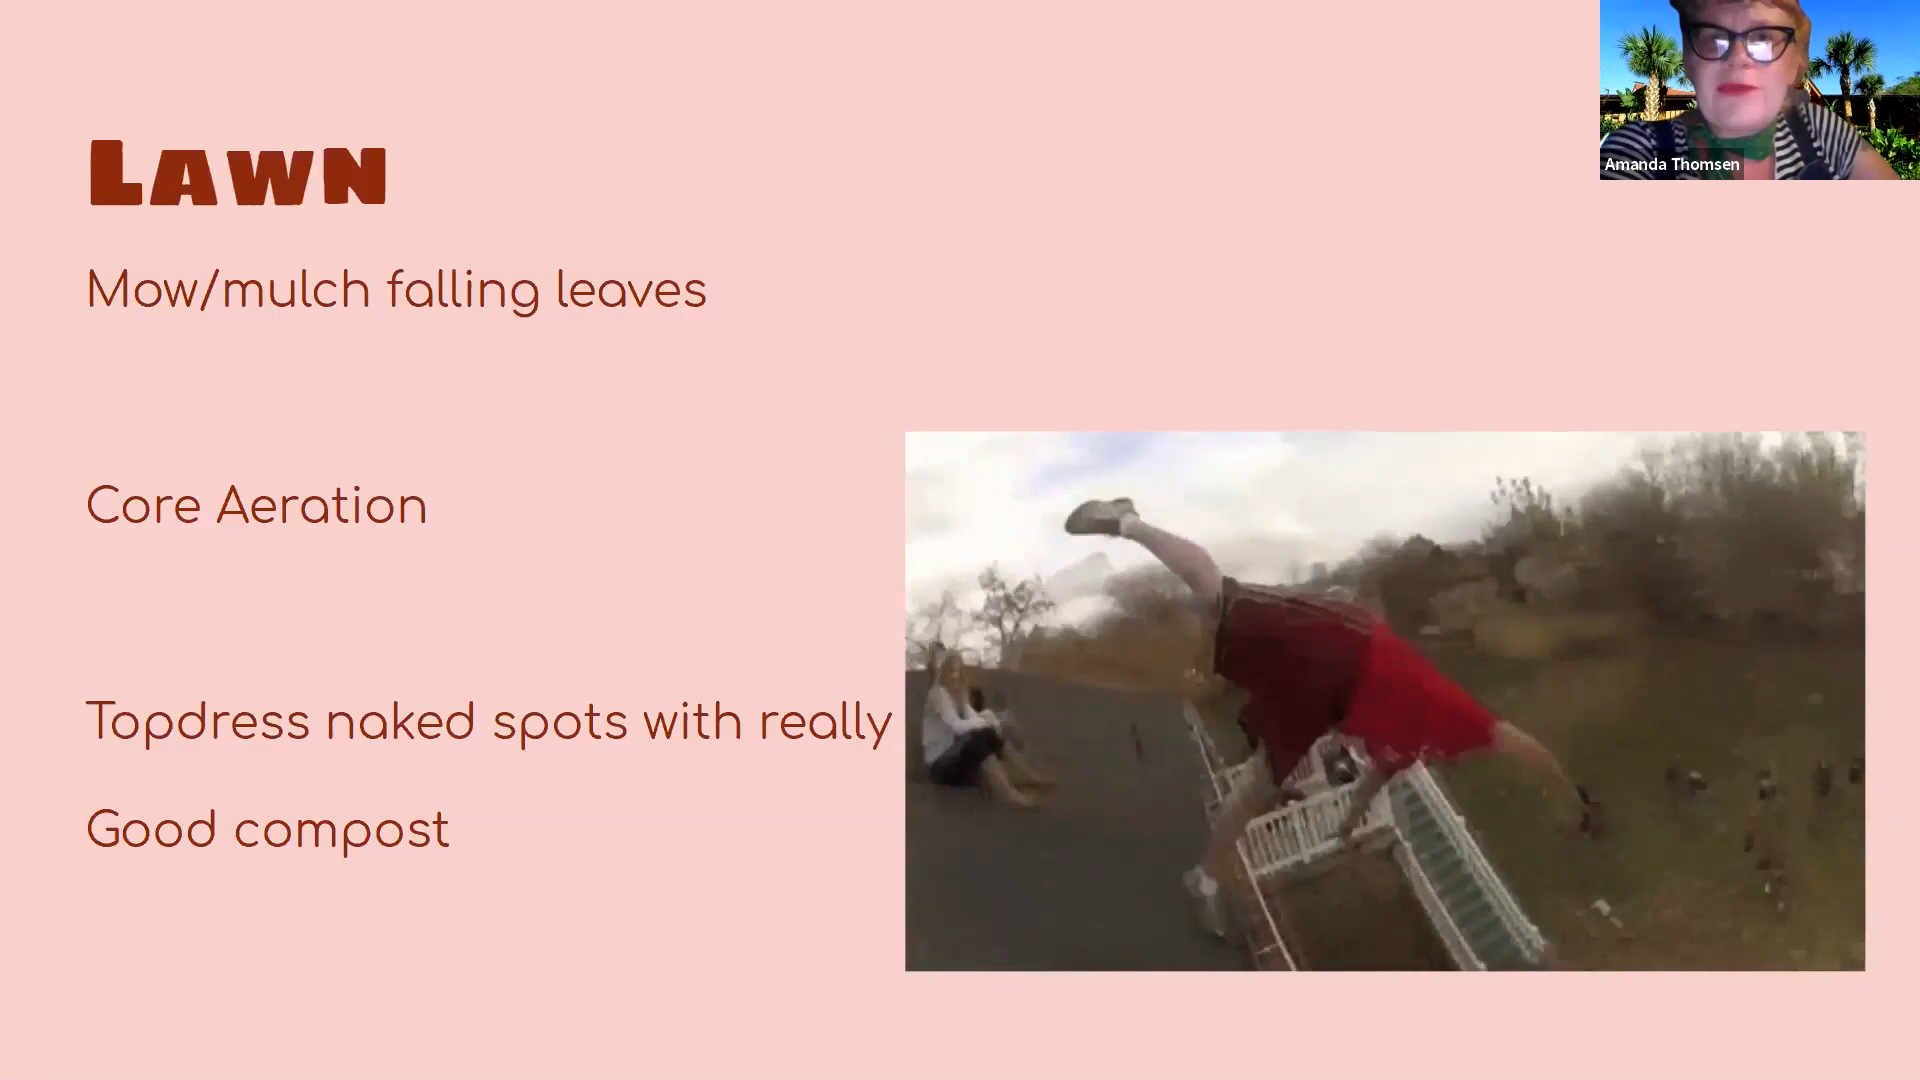 Lawn
Amanda Thomsen
Mow/mulch falling leaves
Core Aeration
Topdress naked spots with really
Good compost